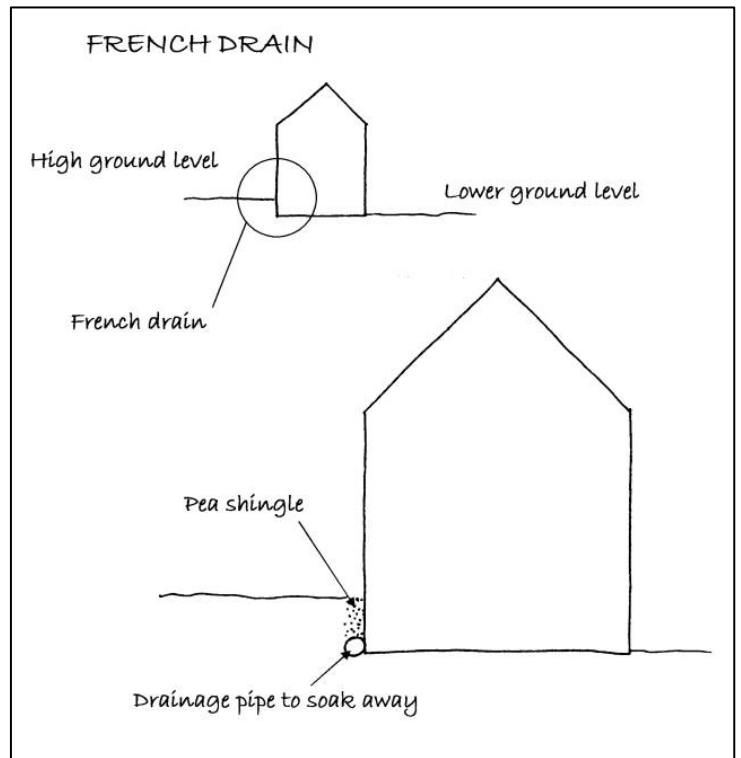 FRENCH DRAIN
High ground level
Lower ground level
French drain
Pea shingle
Drainage pipe to soak away